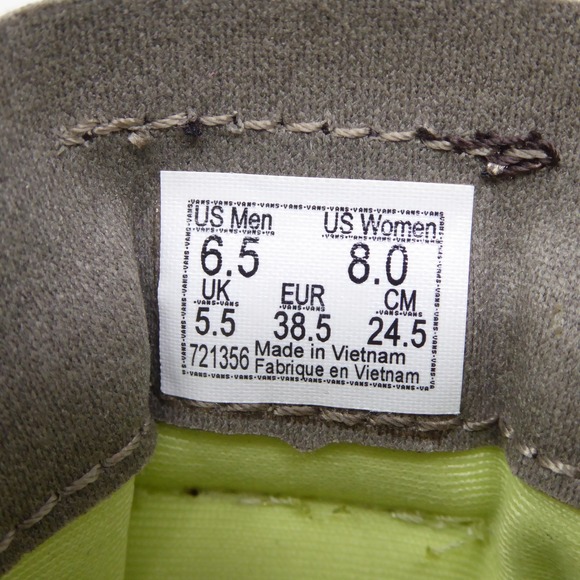 US Men US Women
6.5 8.0
UK EUR CM
5.5 38.5 24.5
721356 Made in Vietnam
Fabrique en Vietnam